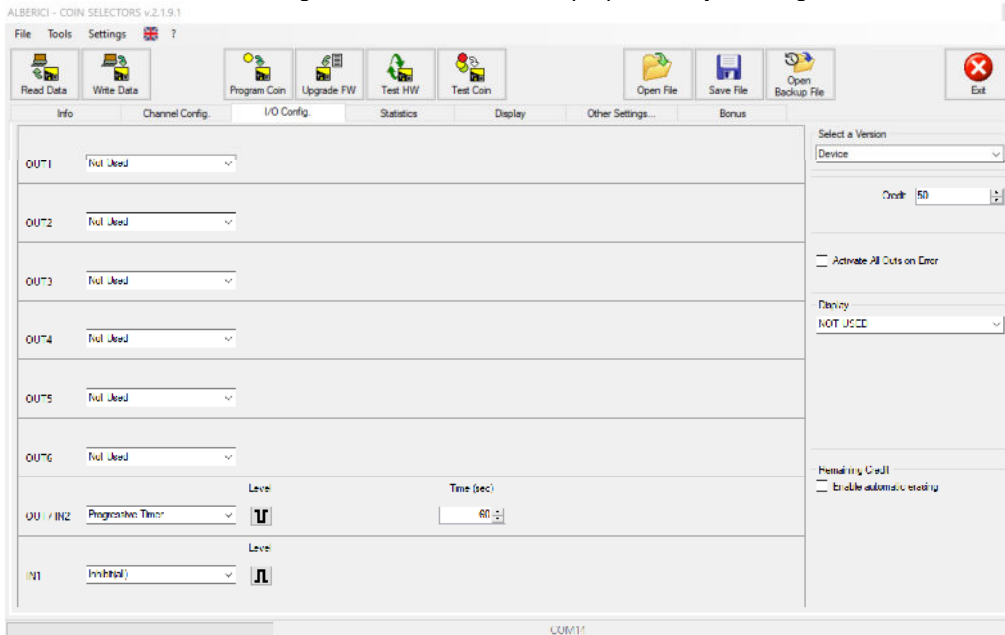 ALBERICI - COIN SELECTORS v.2.1.9.1
File Tools Settings ?
Read Data Write Data Program Coin Upgrade FW Test HW Test Coin Open File Save File Open Backup File Exit
Info Channel Config. I/O Config. Statistics Display Other Settings... Bonus
Select a Version
Device
OUT1 Not Used
Credit 50
OUT2 Not Used
Activate All Outs on Error
OUT3 Not Used
Display
NOT USED
OUT4 Not Used
OUT5 Not Used
OUT6 Not Used
Remaining Credit
Enable automatic erasing
Level Time (sec)
OUT7/IN2 Progressive Timer 60
Level
IN1 Inhibit(all)
COM14